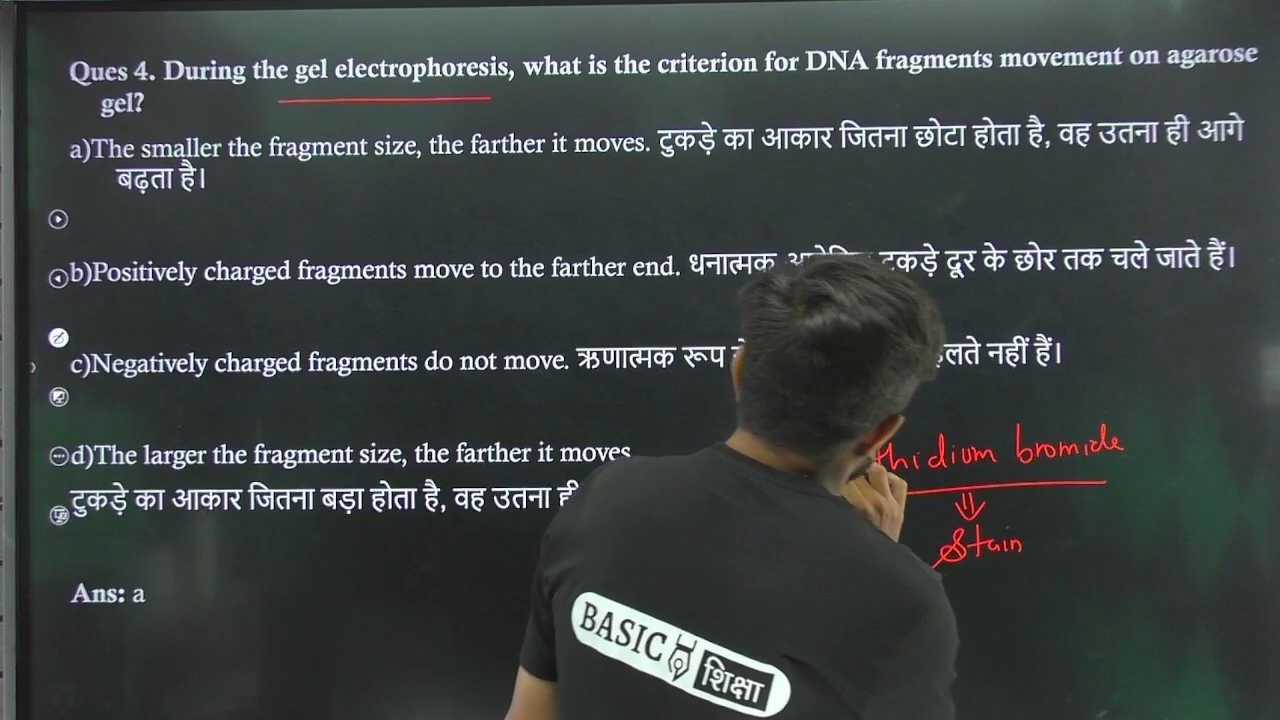 Ques 4. During the gel electrophoresis, what is the criterion for DNA fragments movement on agarose
gel?
a)The smaller the fragment size, the farther it moves. टुकड़े का आकार जितना छोटा होता है, वह उतना ही आगे
बढ़ता है।
b)Positively charged fragments move to the farther end. धनात्मक टुकड़े दूर के छोर तक चले जाते हैं।
c)Negatively charged fragments do not move. ऋणात्मक रूप नहीं हैं।
d)The larger the fragment size, the farther it moves
टुकड़े का आकार जितना बड़ा होता है, वह उतना ही
thidium bromide
Stain
Ans: a
BASIC शिक्षा